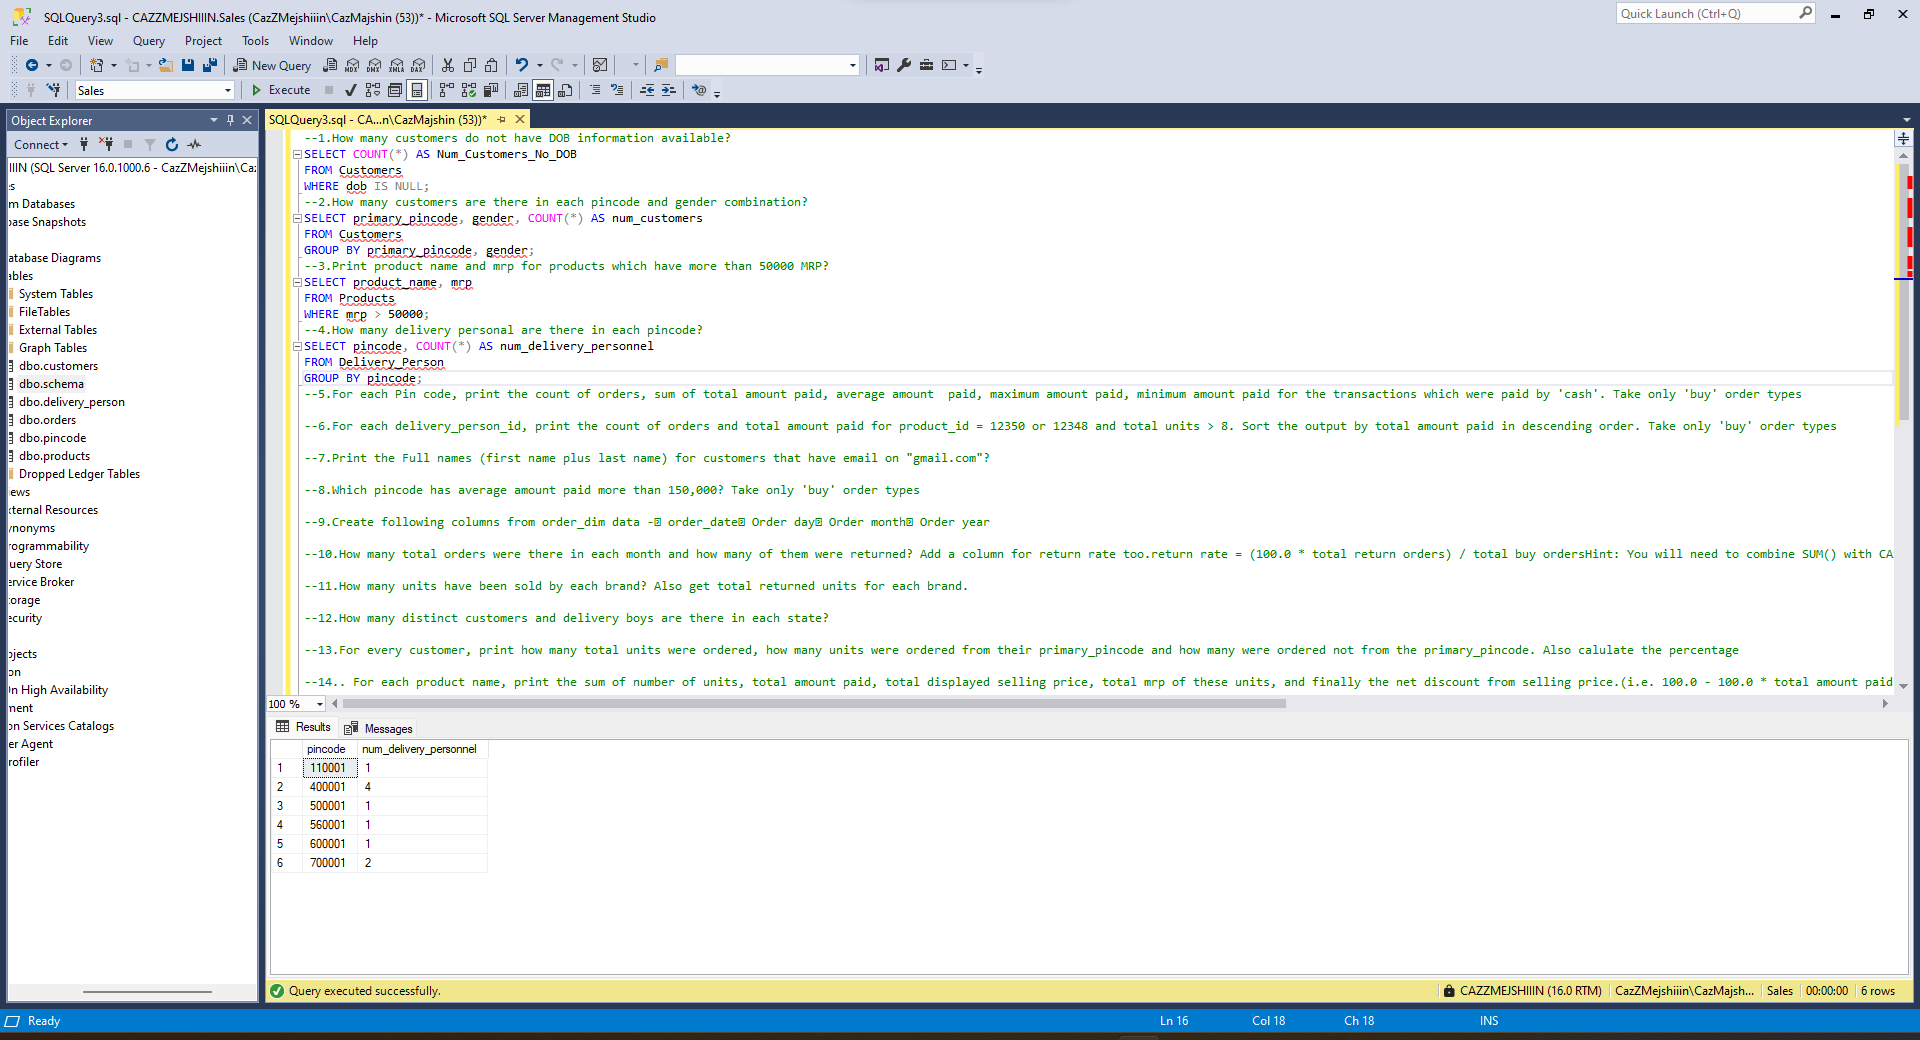 SQLQuery3.sql - CAZZMEJSHIIIN.Sales (CazZMejshiiin\CazMajshin (53))* - Microsoft SQL Server Management Studio
Quick Launch (Ctrl+Q)
File Edit View Query Project Tools Window Help
New Query MDX DMX XMLA DAX
Sales Execute
Object Explorer
SQLQuery3.sql - CA...n\CazMajshin (53))*
Connect
IIIN (SQL Server 16.0.1000.6 - CazZMejshiiin\Caz
es
m Databases
base Snapshots
atabase Diagrams
ables
System Tables
FileTables
External Tables
Graph Tables
dbo.customers
dbo.schema
dbo.delivery_person
dbo.orders
dbo.pincode
dbo.products
Dropped Ledger Tables
iews
xternal Resources
ynonyms
rogrammability
uery Store
ervice Broker
torage
ecurity
bjects
on
On High Availability
ment
on Services Catalogs
er Agent
rofiler
--1.How many customers do not have DOB information available?
SELECT COUNT(*) AS Num_Customers_No_DOB
FROM Customers
WHERE dob IS NULL;
--2.How many customers are there in each pincode and gender combination?
SELECT primary_pincode, gender, COUNT(*) AS num_customers
FROM Customers
GROUP BY primary_pincode, gender;
--3.Print product name and mrp for products which have more than 50000 MRP?
SELECT product_name, mrp
FROM Products
WHERE mrp > 50000;
--4.How many delivery personal are there in each pincode?
SELECT pincode, COUNT(*) AS num_delivery_personnel
FROM Delivery_Person
GROUP BY pincode;
--5.For each Pin code, print the count of orders, sum of total amount paid, average amount  paid, maximum amount paid, minimum amount paid for the transactions which were paid by 'cash'. Take only 'buy' order types
--6.For each delivery_person_id, print the count of orders and total amount paid for product_id = 12350 or 12348 and total units > 8. Sort the output by total amount paid in descending order. Take only 'buy' order types
--7.Print the Full names (first name plus last name) for customers that have email on "gmail.com"?
--8.Which pincode has average amount paid more than 150,000? Take only 'buy' order types
--9.Create following columns from order_dim data - order_date Order day Order month Order year
--10.How many total orders were there in each month and how many of them were returned? Add a column for return rate too.return rate = (100.0 * total return orders) / total buy ordersHint: You will need to combine SUM() with CA
--11.How many units have been sold by each brand? Also get total returned units for each brand.
--12.How many distinct customers and delivery boys are there in each state?
--13.For every customer, print how many total units were ordered, how many units were ordered from their primary_pincode and how many were ordered not from the primary_pincode. Also calulate the percentage
--14.. For each product name, print the sum of number of units, total amount paid, total displayed selling price, total mrp of these units, and finally the net discount from selling price.(i.e. 100.0 - 100.0 * total amount paid
100 %
Results Messages
pincode num_delivery_personnel
1 110001 1
2 400001 4
3 500001 1
4 560001 1
5 600001 1
6 700001 2
Query executed successfully. CAZZMEJSHIIIN (16.0 RTM) CazZMejshiiin\CazMajsh... Sales 00:00:00 6 rows
Ready Ln 16 Col 18 Ch 18 INS